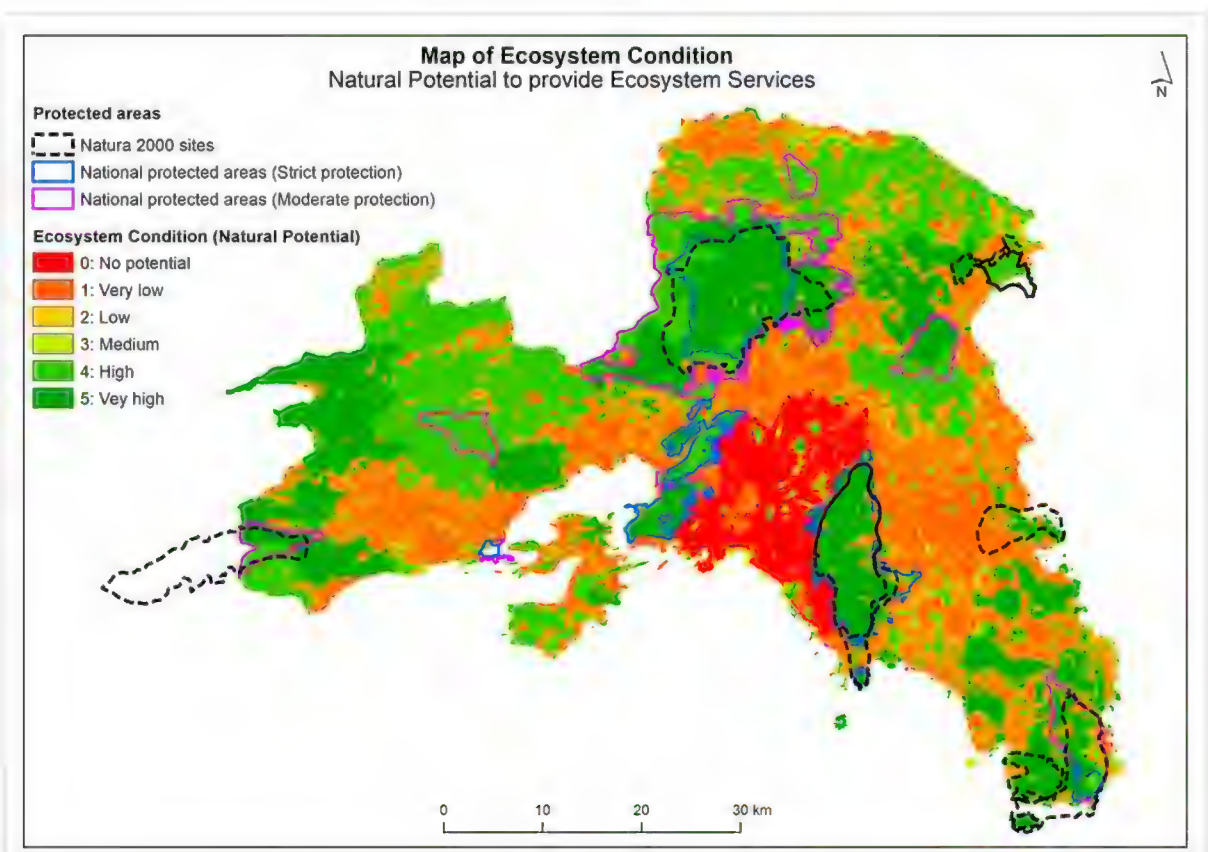 Map of Ecosystem Condition
Natural Potential to provide Ecosystem Services
N
Protected areas
Natura 2000 sites
National protected areas (Strict protection)
National protected areas (Moderate protection)
Ecosystem Condition (Natural Potential)
0: No potential
1: Very low
2: Low
3: Medium
4: High
5: Vey high
0 10 20 30 km